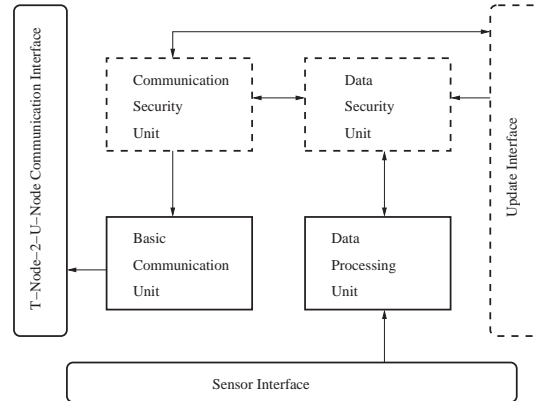 T−Node−2−U−Node Communication Interface
Communication
Security
Unit
Data
Security
Unit
Update Interface
Basic
Communication
Unit
Data
Processing
Unit
Sensor Interface